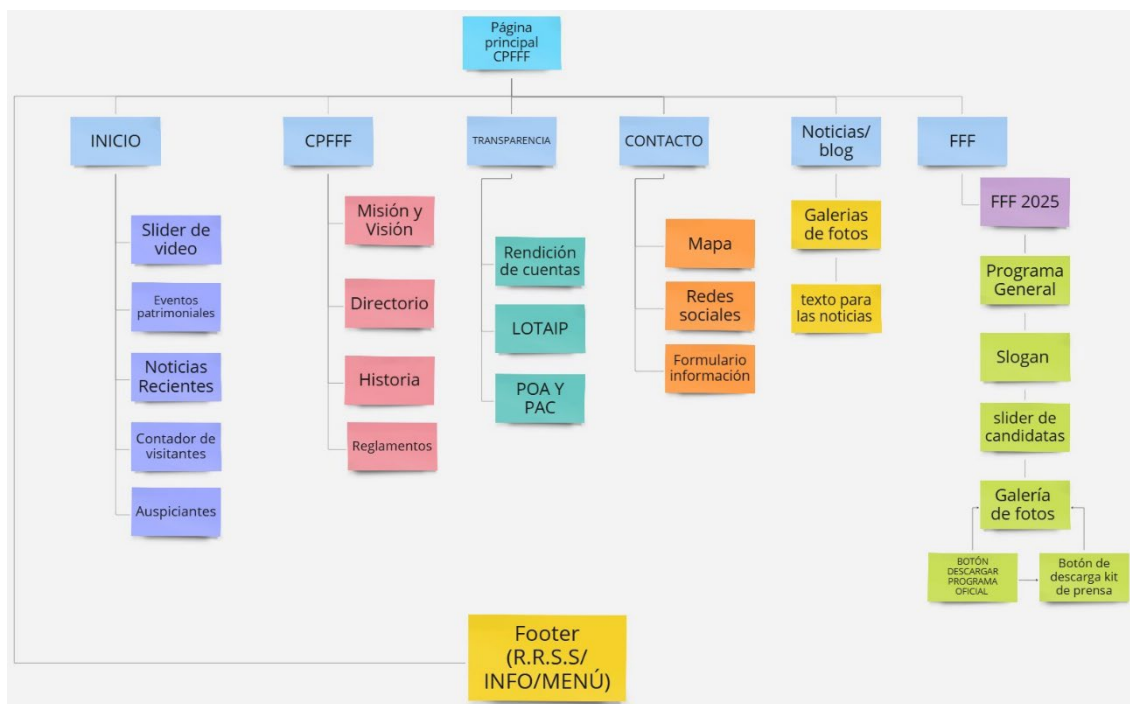 Página
principal
CPFFF
INICIO
CPFFF
TRANSPARENCIA
CONTACTO
Noticias/
blog
FFF
Slider de
video
Eventos
patrimoniales
Noticias
Recientes
Contador de
visitantes
Auspiciantes
Misión y
Visión
Directorio
Historia
Reglamentos
Rendición
de cuentas
LOTAIP
POA Y
PAC
Mapa
Redes
sociales
Formulario
información
Galerias
de fotos
texto para
las noticias
FFF 2025
Programa
General
Slogan
slider de
candidatas
Galería
de fotos
BOTÓN
DESCARGAR
PROGRAMA
OFICIAL
Botón de
descarga kit
de prensa
Footer
(R.R.S.S/
INFO/MENÚ)